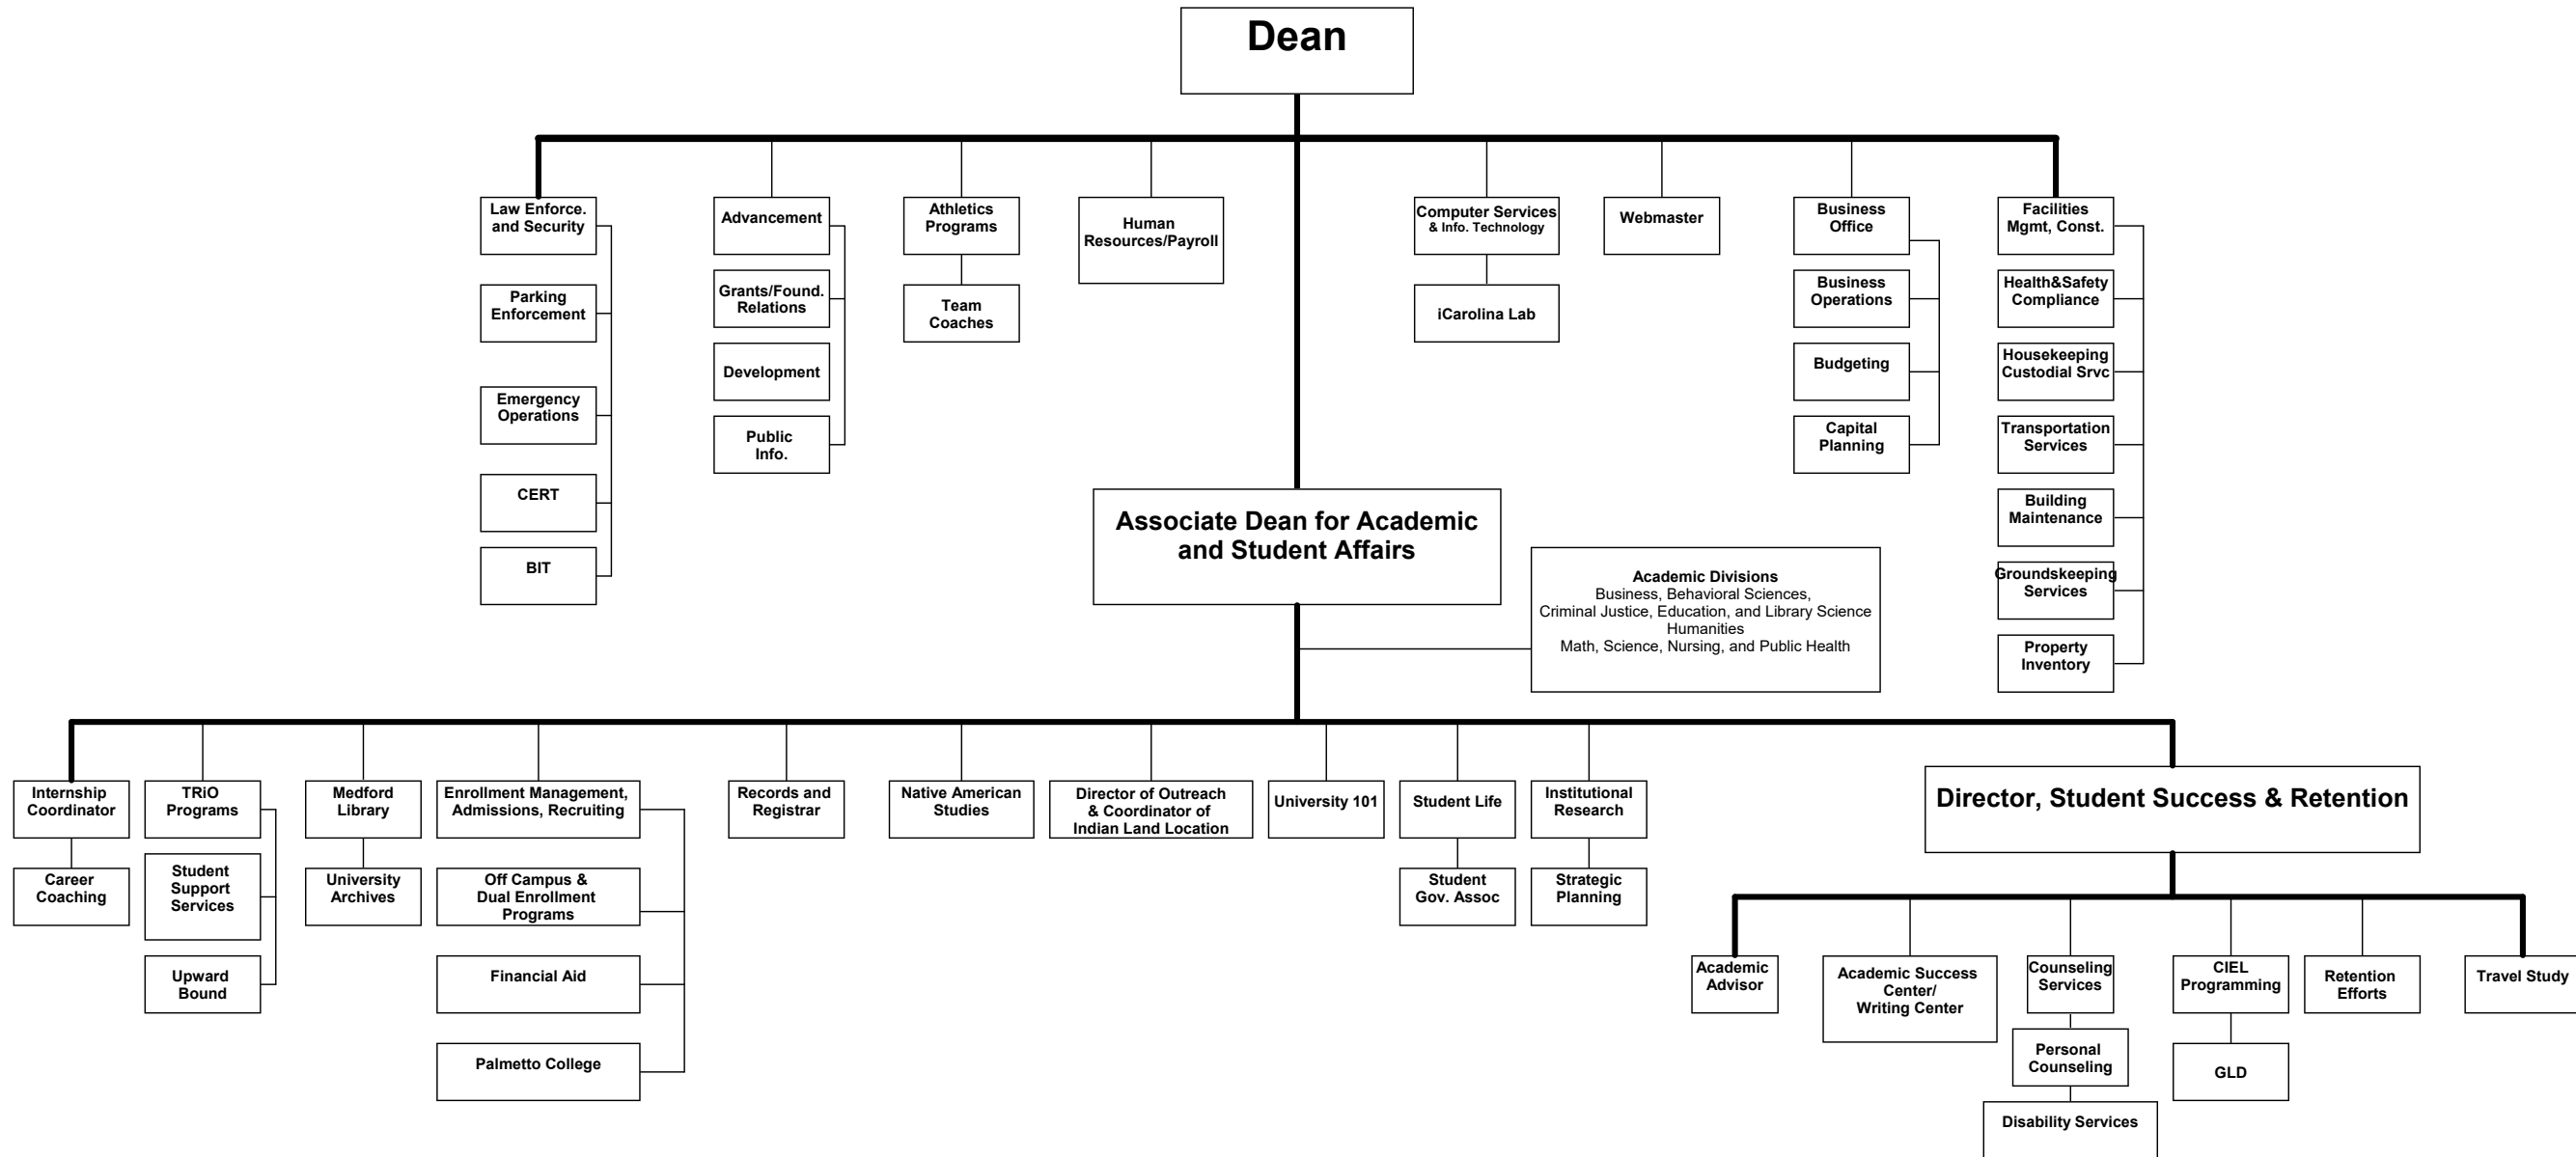 Dean
Law Enforce.
and Security
Advancement
Athletics
Programs
Human
Resources/Payroll
Computer Services
& Info. Technology
Webmaster
Business
Office
Facilities
Mgmt, Const.
Parking
Enforcement
Grants/Found.
Relations
Team
Coaches
iCarolina Lab
Business
Operations
Health&Safety
Compliance
Development
Budgeting
Housekeeping
Custodial Srvc
Emergency
Operations
Public
Info.
Capital
Planning
Transportation
Services
CERT
Building
Maintenance
BIT
Groundskeeping
Services
Property
Inventory
Associate Dean for Academic
and Student Affairs
Academic Divisions
Business, Behavioral Sciences,
Criminal Justice, Education, and Library Science
Humanities
Math, Science, Nursing, and Public Health
Internship
Coordinator
TRiO
Programs
Medford
Library
Enrollment Management,
Admissions, Recruiting
Records and
Registrar
Native American
Studies
Director of Outreach
& Coordinator of
Indian Land Location
University 101
Student Life
Institutional
Research
Director, Student Success & Retention
Career
Coaching
Student
Support
Services
University
Archives
Off Campus &
Dual Enrollment
Programs
Student
Gov. Assoc
Strategic
Planning
Upward
Bound
Financial Aid
Palmetto College
Academic
Advisor
Academic Success
Center/
Writing Center
Counseling
Services
CIEL
Programming
Retention
Efforts
Travel Study
Personal
Counseling
GLD
Disability Services